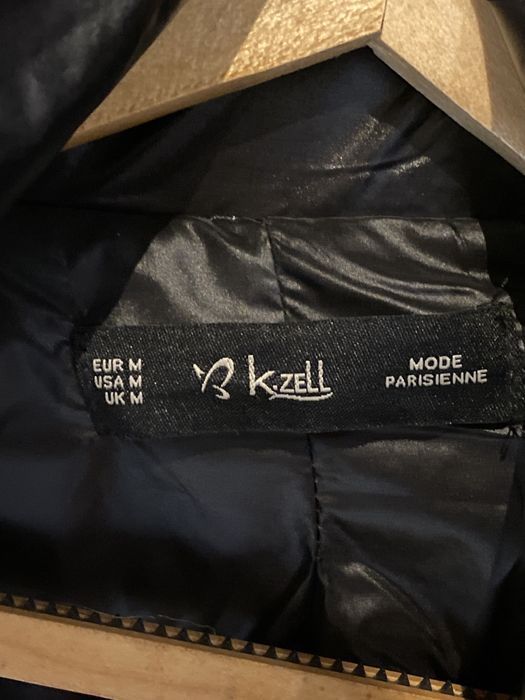 EUR M
USA M
UK M
k.zell
MODE
PARISIENNE